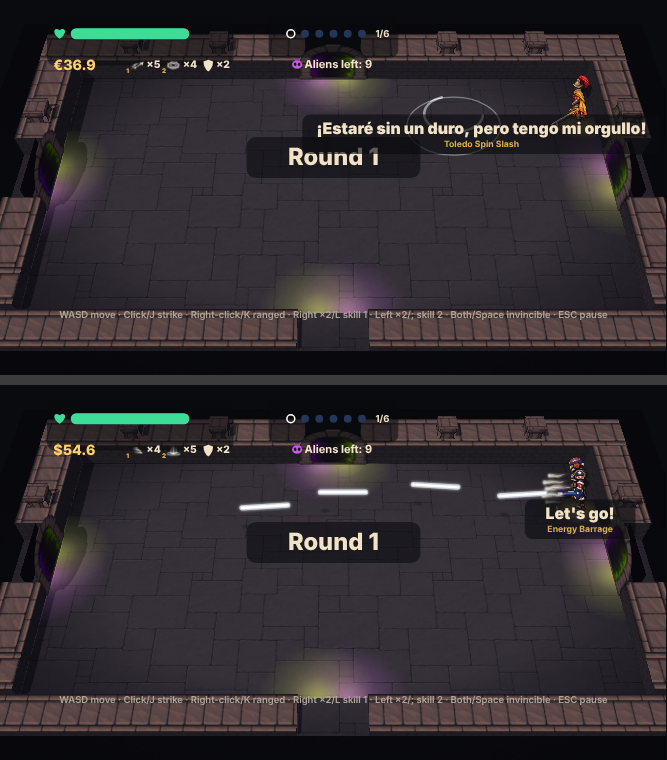 1/6
€36.9
1 ×5 2 ×4 ×2
Aliens left: 9
¡Estaré sin un duro, pero tengo mi orgullo!
Toledo Spin Slash
Round 1
WASD move · Click/J strike · Right-click/K ranged · Right ×2/L skill 1 · Left ×2/; skill 2 · Both/Space invincible · ESC pause
1/6
$54.6
1 ×4 2 ×5 ×2
Aliens left: 9
Let's go!
Energy Barrage
Round 1
WASD move · Click/J strike · Right-click/K ranged · Right ×2/L skill 1 · Left ×2/; skill 2 · Both/Space invincible · ESC pause